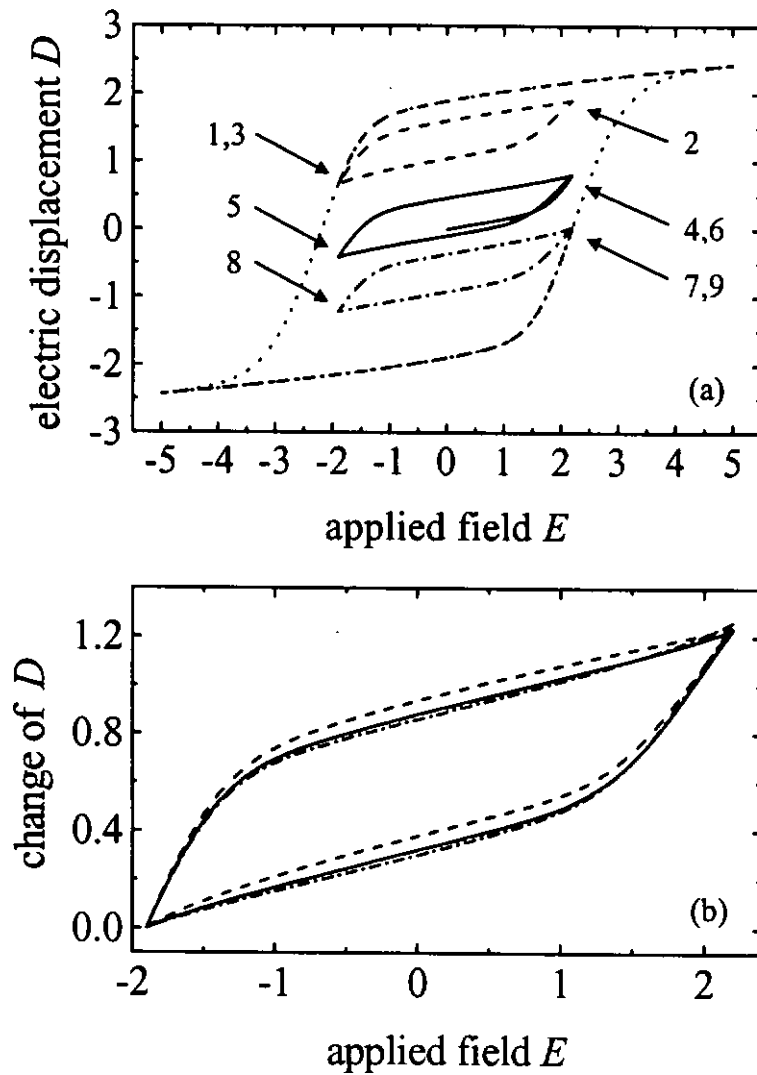 electric displacement D
3
2
1
0
-1
-2
-3
1,3
5
8
2
4,6
7,9
(a)
-5 -4 -3 -2 -1 0 1 2 3 4 5
applied field E
change of D
1.2
0.8
0.4
0.0
(b)
-2 -1 0 1 2
applied field E